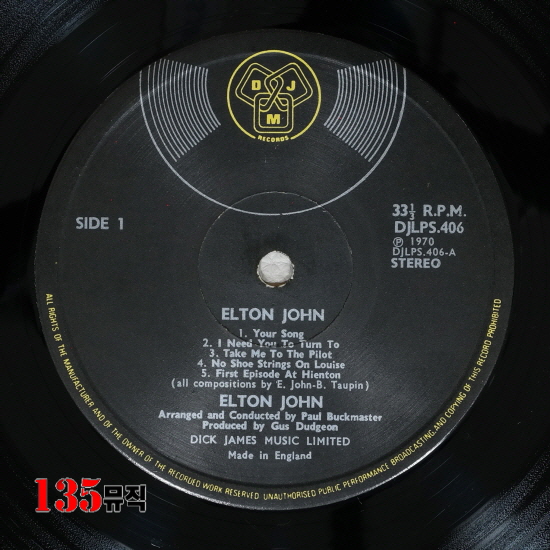 D J
M
RECORDS
SIDE 1
33⅓ R.P.M.
DJLPS.406
Ⓟ 1970
DJLPS.406-A
STEREO
ELTON JOHN
1. Your Song
2. I Need You To Turn To
3. Take Me To The Pilot
4. No Shoe Strings On Louise
5. First Episode At Hienton
(all compositions by E. John-B. Taupin)
ELTON JOHN
Arranged and Conducted by Paul Buckmaster
Produced by Gus Dudgeon
DICK JAMES MUSIC LIMITED
Made in England
ALL RIGHTS OF THE MANUFACTURER AND OF THE OWNER OF THE RECORDED WORK RESERVED. UNAUTHORISED PUBLIC PERFORMANCE BROADCASTING AND COPYING OF THIS RECORD PROHIBITED
135뮤직